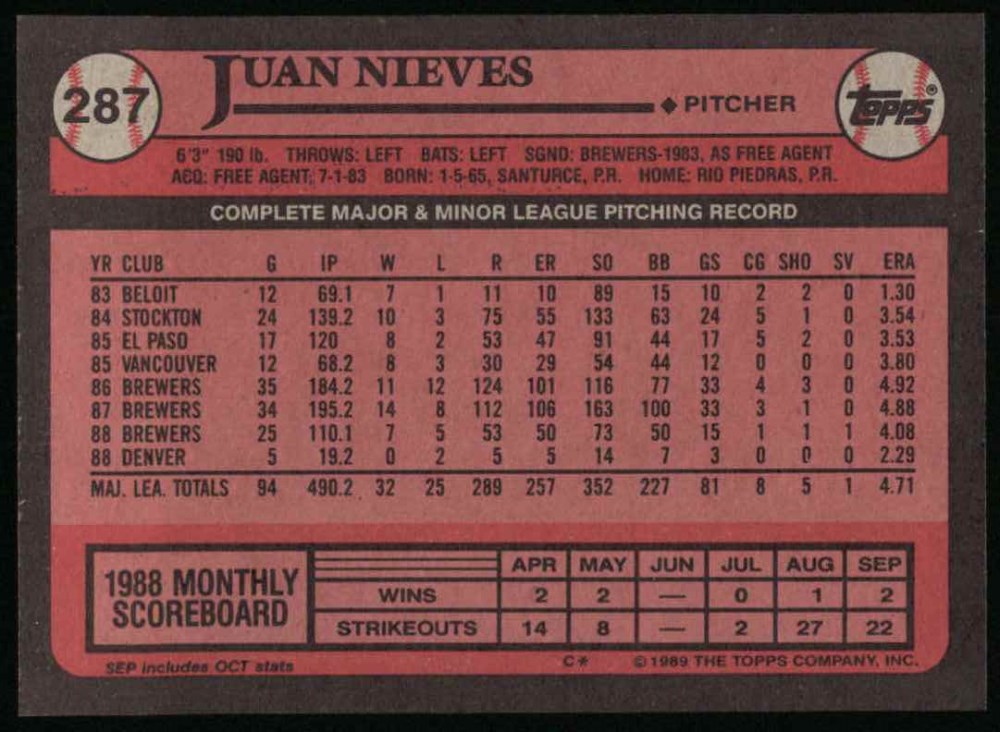 287
JUAN NIEVES
PITCHER
TOPPS®
6'3" 190 lb. THROWS: LEFT BATS: LEFT SGND: BREWERS-1983, AS FREE AGENT
ACQ: FREE AGENT, 7-1-83 BORN: 1-5-65, SANTURCE, P.R. HOME: RIO PIEDRAS, P.R.
COMPLETE MAJOR & MINOR LEAGUE PITCHING RECORD
YR CLUB G IP W L R ER SO BB GS CG SHO SV ERA
83 BELOIT 12 69.1 7 1 11 10 89 15 10 2 2 0 1.30
84 STOCKTON 24 139.2 10 3 75 55 133 63 24 5 1 0 3.54
85 EL PASO 17 120 8 2 53 47 91 44 17 5 2 0 3.53
85 VANCOUVER 12 68.2 8 3 30 29 54 44 12 0 0 0 3.80
86 BREWERS 35 184.2 11 12 124 101 116 77 33 4 3 0 4.92
87 BREWERS 34 195.2 14 8 112 106 163 100 33 3 1 0 4.88
88 BREWERS 25 110.1 7 5 53 50 73 50 15 1 1 1 4.08
88 DENVER 5 19.2 0 2 5 5 14 7 3 0 0 0 2.29
MAJ. LEA. TOTALS 94 490.2 32 25 289 257 352 227 81 8 5 1 4.71
1988 MONTHLY SCOREBOARD
APR MAY JUN JUL AUG SEP
WINS 2 2 — 0 1 2
STRIKEOUTS 14 8 — 2 27 22
SEP includes OCT stats
C* © 1989 THE TOPPS COMPANY, INC.